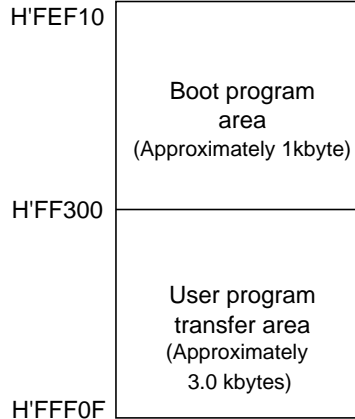 H'FEF10
Boot program
area
(Approximately 1kbyte)
H'FF300
User program
transfer area
(Approximately
3.0 kbytes)
H'FFF0F